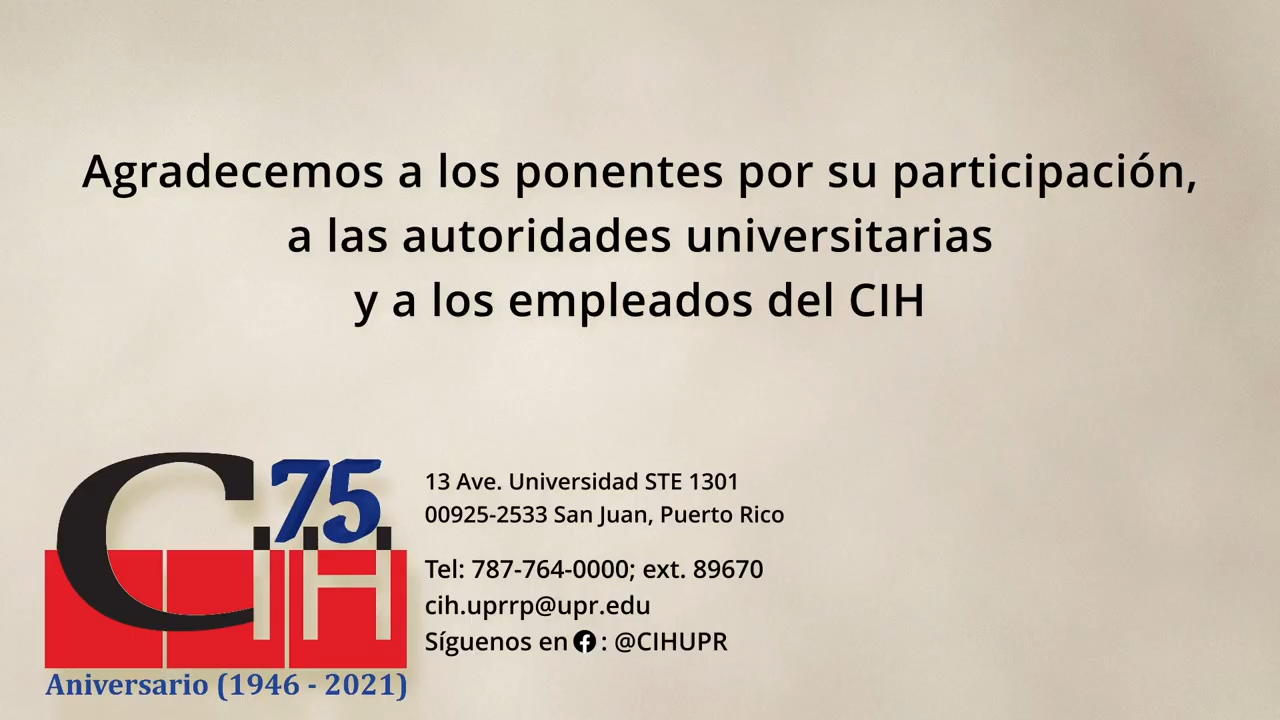 Agradecemos a los ponentes por su participación,
a las autoridades universitarias
y a los empleados del CIH
75
CIH
Aniversario (1946 - 2021)
13 Ave. Universidad STE 1301
00925-2533 San Juan, Puerto Rico
Tel: 787-764-0000; ext. 89670
cih.uprrp@upr.edu
Síguenos en : @CIHUPR